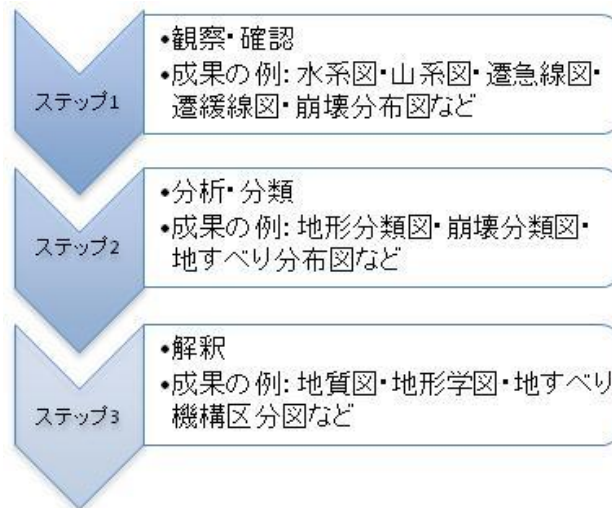 ステップ1
•観察・確認
•成果の例: 水系図・山系図・遷急線図・
遷緩線図・崩壊分布図など
ステップ2
•分析・分類
•成果の例: 地形分類図・崩壊分類図・
地すべり分布図など
ステップ3
•解釈
•成果の例: 地質図・地形学図・地すべり
機構区分図など